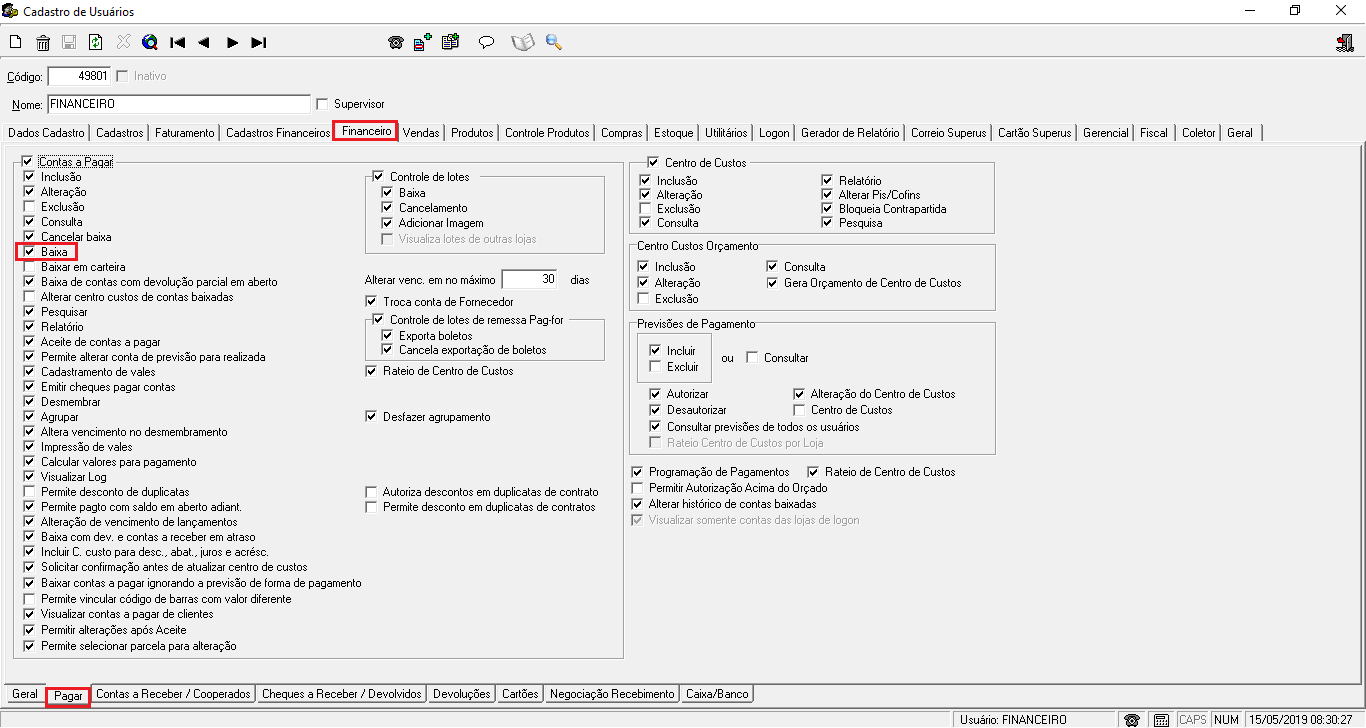 Cadastro de Usuários
Código: 49801 Inativo
Nome: FINANCEIRO Supervisor
Dados Cadastro Cadastros Faturamento Cadastros Financeiros Financeiro Vendas Produtos Controle Produtos Compras Estoque Utilitários Logon Gerador de Relatório Correio Superus Cartão Superus Gerencial Fiscal Coletor Geral
Contas a Pagar
Inclusão
Alteração
Exclusão
Consulta
Cancelar baixa
Baixa
Baixar em carteira
Baixa de contas com devolução parcial em aberto
Alterar centro custos de contas baixadas
Pesquisar
Relatório
Aceite de contas a pagar
Permite alterar conta de previsão para realizada
Cadastramento de vales
Emitir cheques pagar contas
Desmembrar
Agrupar
Altera vencimento no desmembramento
Impressão de vales
Calcular valores para pagamento
Visualizar Log
Permite desconto de duplicatas
Permite pagto com saldo em aberto adiant.
Alteração de vencimento de lançamentos
Baixa com dev. e contas a receber em atraso
Incluir C. custo para desc., abat., juros e acrésc.
Solicitar confirmação antes de atualizar centro de custos
Baixar contas a pagar ignorando a previsão de forma de pagamento
Permite vincular código de barras com valor diferente
Visualizar contas a pagar de clientes
Permitir alterações após Aceite
Permite selecionar parcela para alteração
Controle de lotes
Baixa
Cancelamento
Adicionar Imagem
Visualiza lotes de outras lojas
Alterar venc. em no máximo 30 dias
Troca conta de Fornecedor
Controle de lotes de remessa Pag-for
Exporta boletos
Cancela exportação de boletos
Rateio de Centro de Custos
Desfazer agrupamento
Autoriza descontos em duplicatas de contrato
Permite desconto em duplicatas de contratos
Centro de Custos
Inclusão Relatório
Alteração Alterar Pis/Cofins
Exclusão Bloqueia Contrapartida
Consulta Pesquisa
Centro Custos Orçamento
Inclusão Consulta
Alteração Gera Orçamento de Centro de Custos
Exclusão
Previsões de Pagamento
Incluir ou Consultar
Excluir
Autorizar Alteração do Centro de Custos
Desautorizar Centro de Custos
Consultar previsões de todos os usuários
Rateio Centro de Custos por Loja
Programação de Pagamentos Rateio de Centro de Custos
Permitir Autorização Acima do Orçado
Alterar histórico de contas baixadas
Visualizar somente contas das lojas de logon
Geral Pagar Contas a Receber / Cooperados Cheques a Receber / Devolvidos Devoluções Cartões Negociação Recebimento Caixa/Banco
Usuário: FINANCEIRO CAPS NUM 15/05/2019 08:30:27